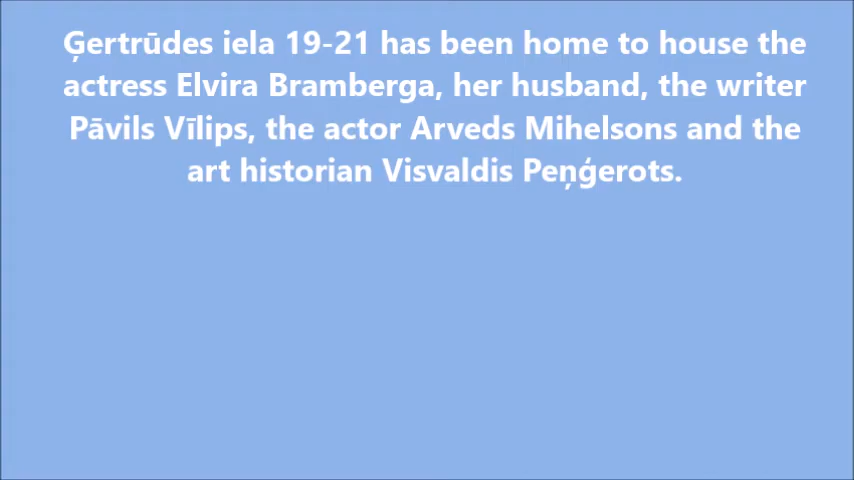 Ģertrūdes iela 19-21 has been home to house the
actress Elvira Bramberga, her husband, the writer
Pāvils Vīlips, the actor Arveds Mihelsons and the
art historian Visvaldis Peņģerots.